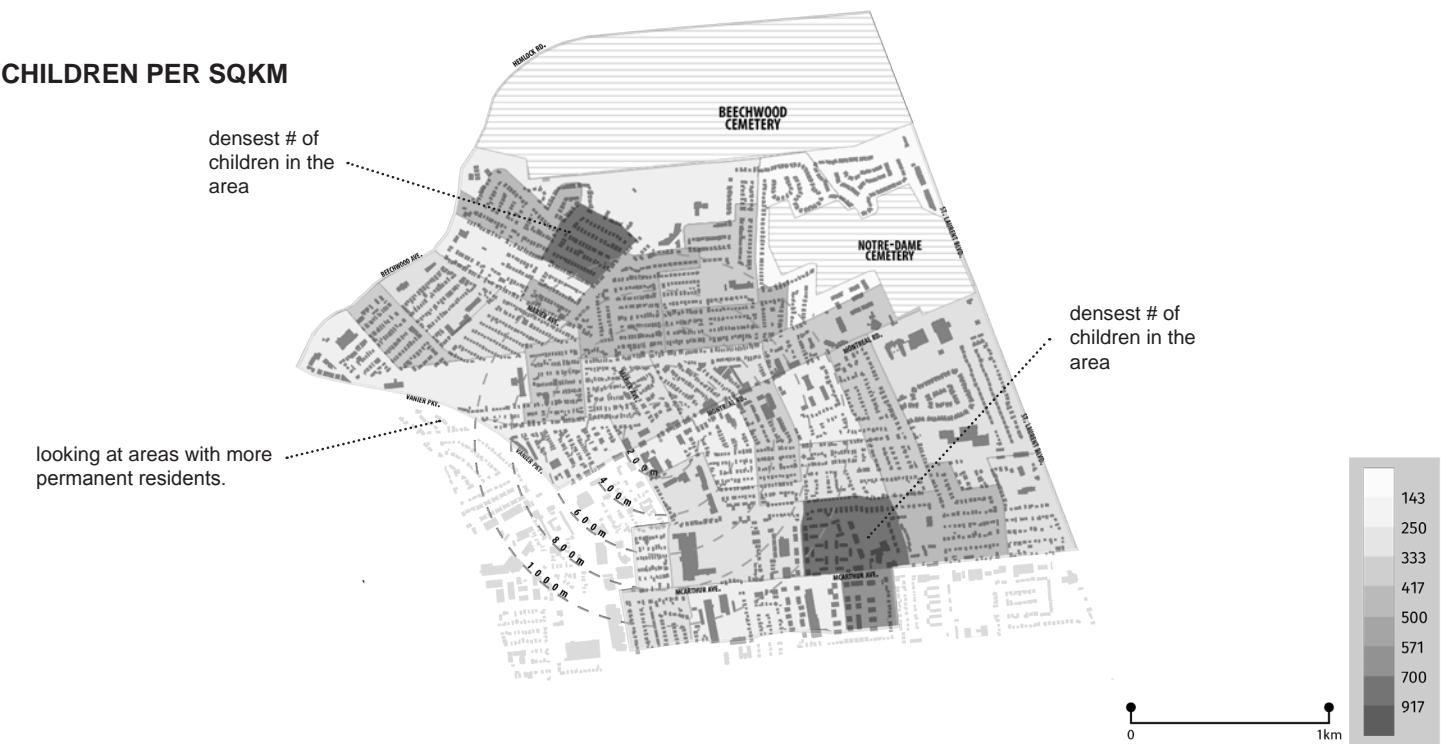 CHILDREN PER SQKM
HEMLOCK RD.
BEECHWOOD
CEMETERY
densest # of
children in the
area
ST. LAURENT BLVD.
NOTRE-DAME
CEMETERY
BEECHWOOD AVE.
MARIER AVE.
densest # of
children in the
area
MONTREAL RD.
VANIER PKY.
MONTREAL RD.
ST. LAURENT BLVD.
looking at areas with more
permanent residents.
VANIER PKY.
200m
400m
600m
800m
1000m
MCARTHUR AVE.
MCARTHUR AVE.
143
250
333
417
500
571
700
917
0
1km